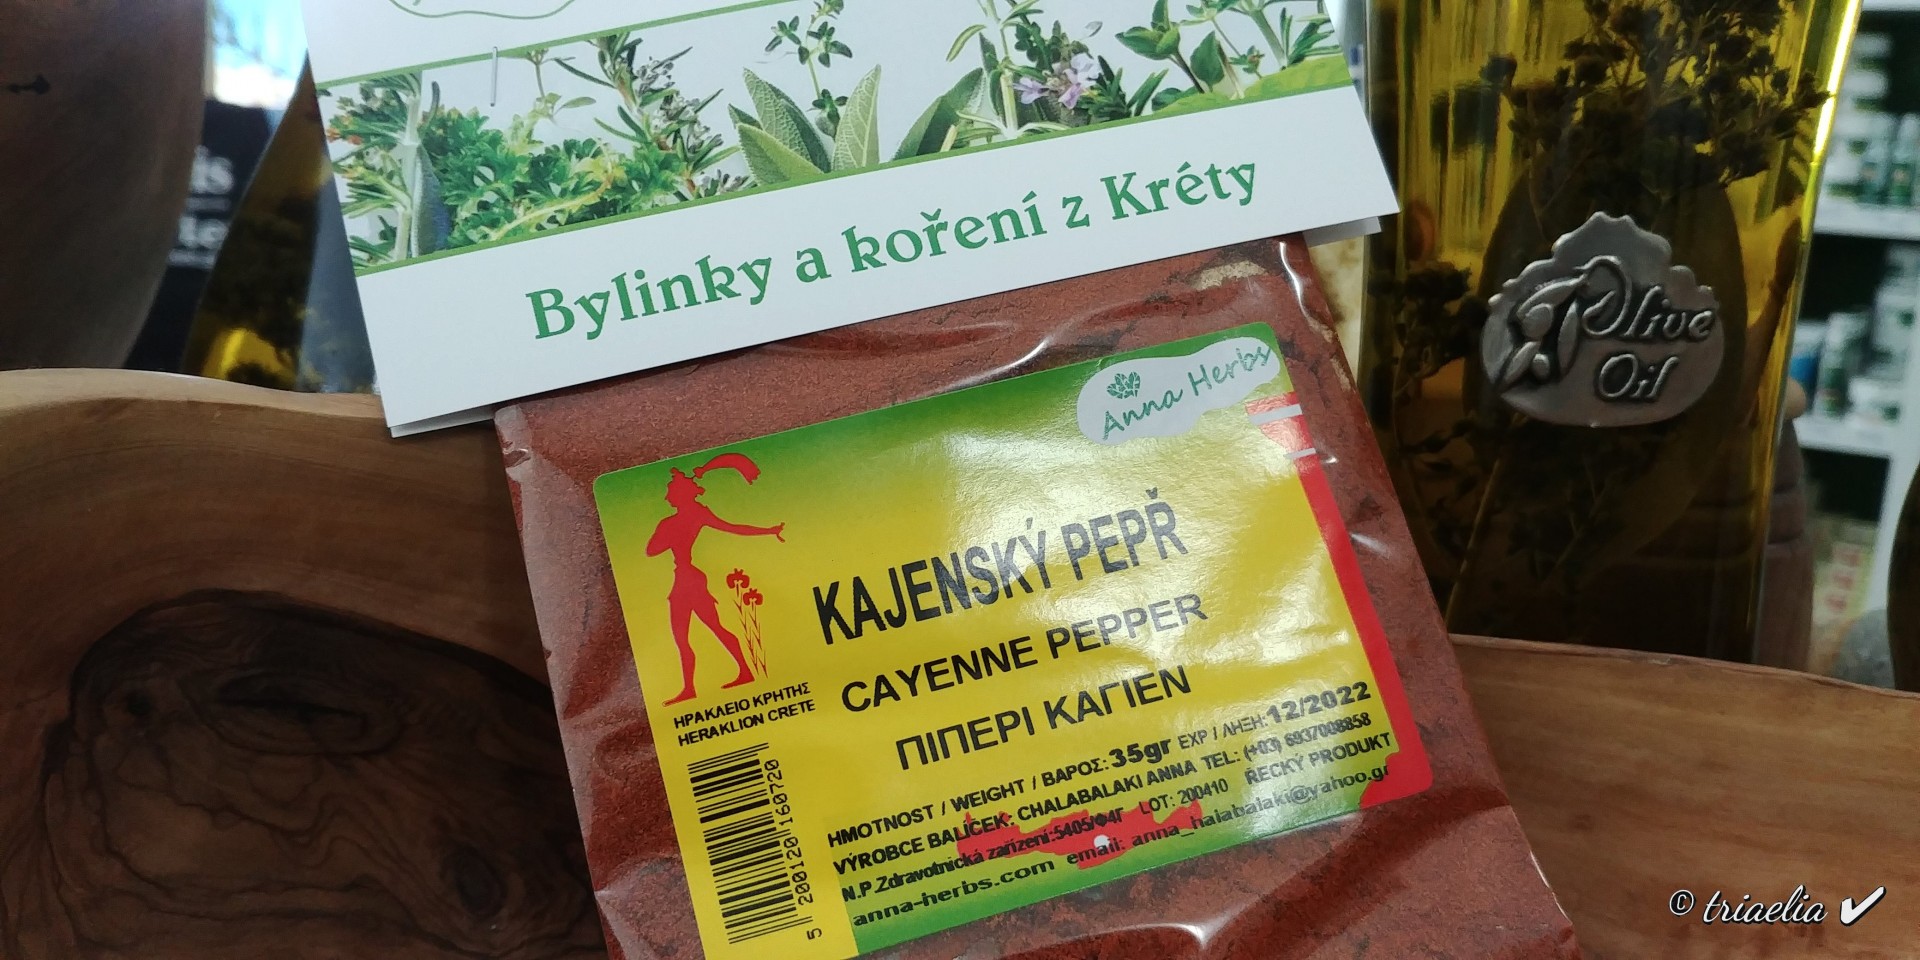 Bylinky a koření z Kréty
Olive
Oil
Anna Herbs
KAJENSKÝ PEPŘ
CAYENNE PEPPER
ΠΙΠΕΡΙ ΚΑΓΙΕΝ
ΗΡΑΚΛΕΙΟ ΚΡΗΤΗΣ
HERAKLION CRETE
HMOTNOST / WEIGHT / ΒΑΡΟΣ: 35gr EXP / ΛΗΞΗ:12/2022
VÝROBCE BALÍČEK: CHALABALAKI ANNA TEL: (+03) 6937008858
N.P.Zdravotnická zařízení:5405/Φ4Γ LOT: 200410 ŘECKÝ PRODUKT
anna-herbs.com email: anna_halabalaki@yahoo.gr
5 200120 160720
© triaelia